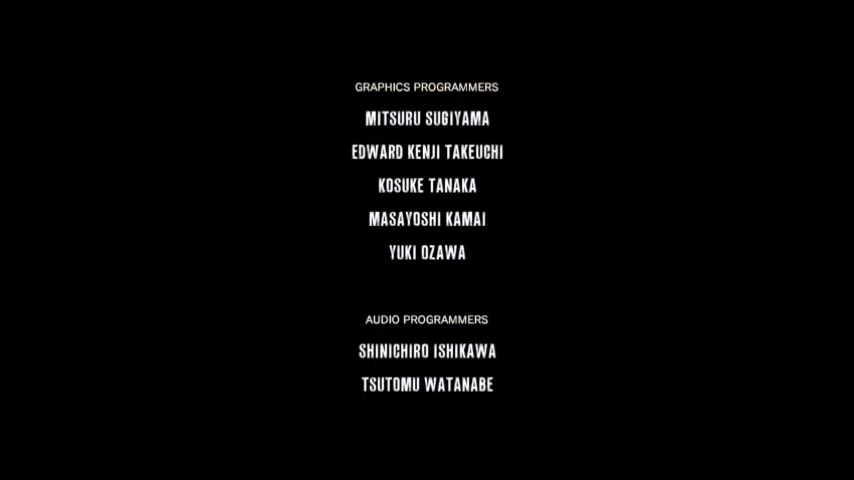 GRAPHICS PROGRAMMERS
MITSURU SUGIYAMA
EDWARD KENJI TAKEUCHI
KOSUKE TANAKA
MASAYOSHI KAMAI
YUKI OZAWA
AUDIO PROGRAMMERS
SHINICHIRO ISHIKAWA
TSUTOMU WATANABE